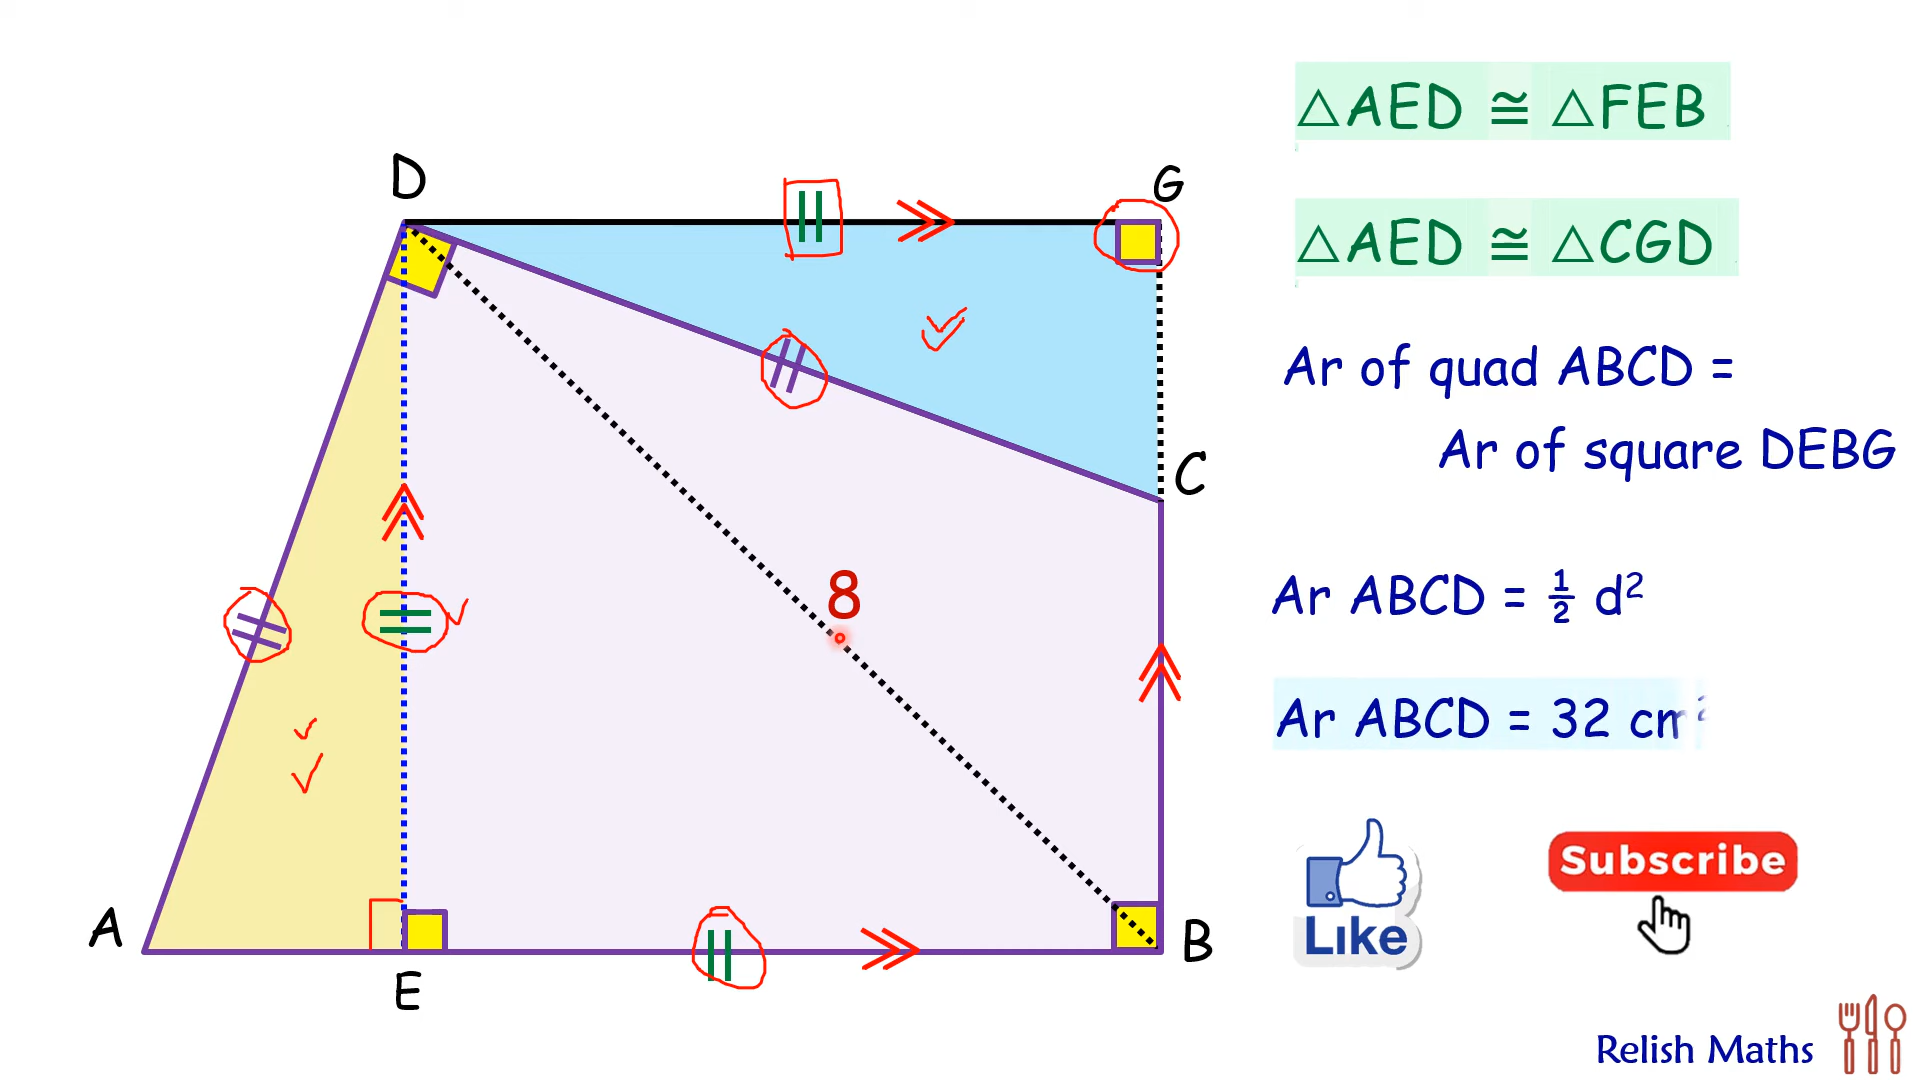 △AED ≅ △FEB
△AED ≅ △CGD
Ar of quad ABCD =
Ar of square DEBG
Ar ABCD = ½ d²
Ar ABCD = 32 cm²
D
G
C
8
A
B
E
Like
Subscribe
Relish Maths